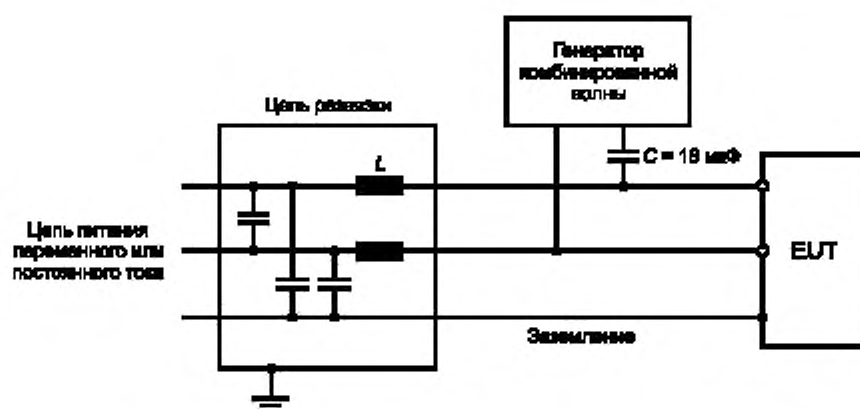 Генератор
комбинированной
волны
Цепь развязки
C = 18 мкФ
L
Цепь питания
переменного или
постоянного тока
EUT
Заземление